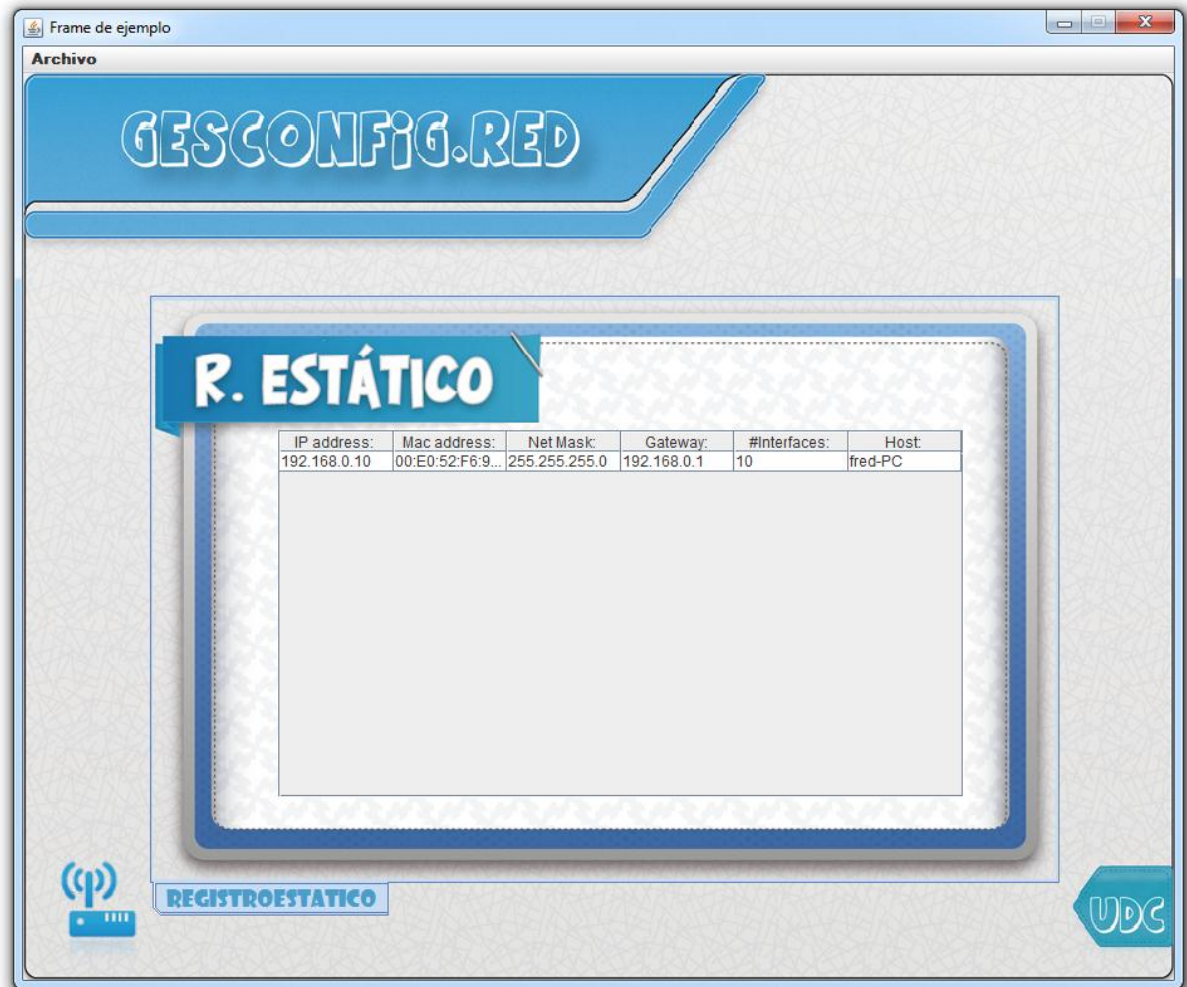 Frame de ejemplo
Archivo
GESCONFIG.RED
R. ESTÁTICO
IP address: Mac address: Net Mask: Gateway: #Interfaces: Host:
192.168.0.10 00:E0:52:F6:9... 255.255.255.0 192.168.0.1 10 fred-PC
REGISTROESTATICO
UDC